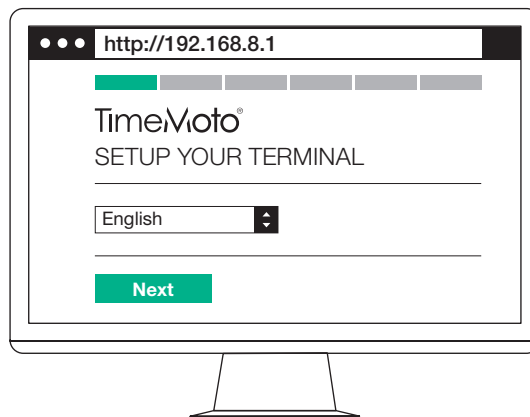 http://192.168.8.1
TimeMoto®
SETUP YOUR TERMINAL
English
Next